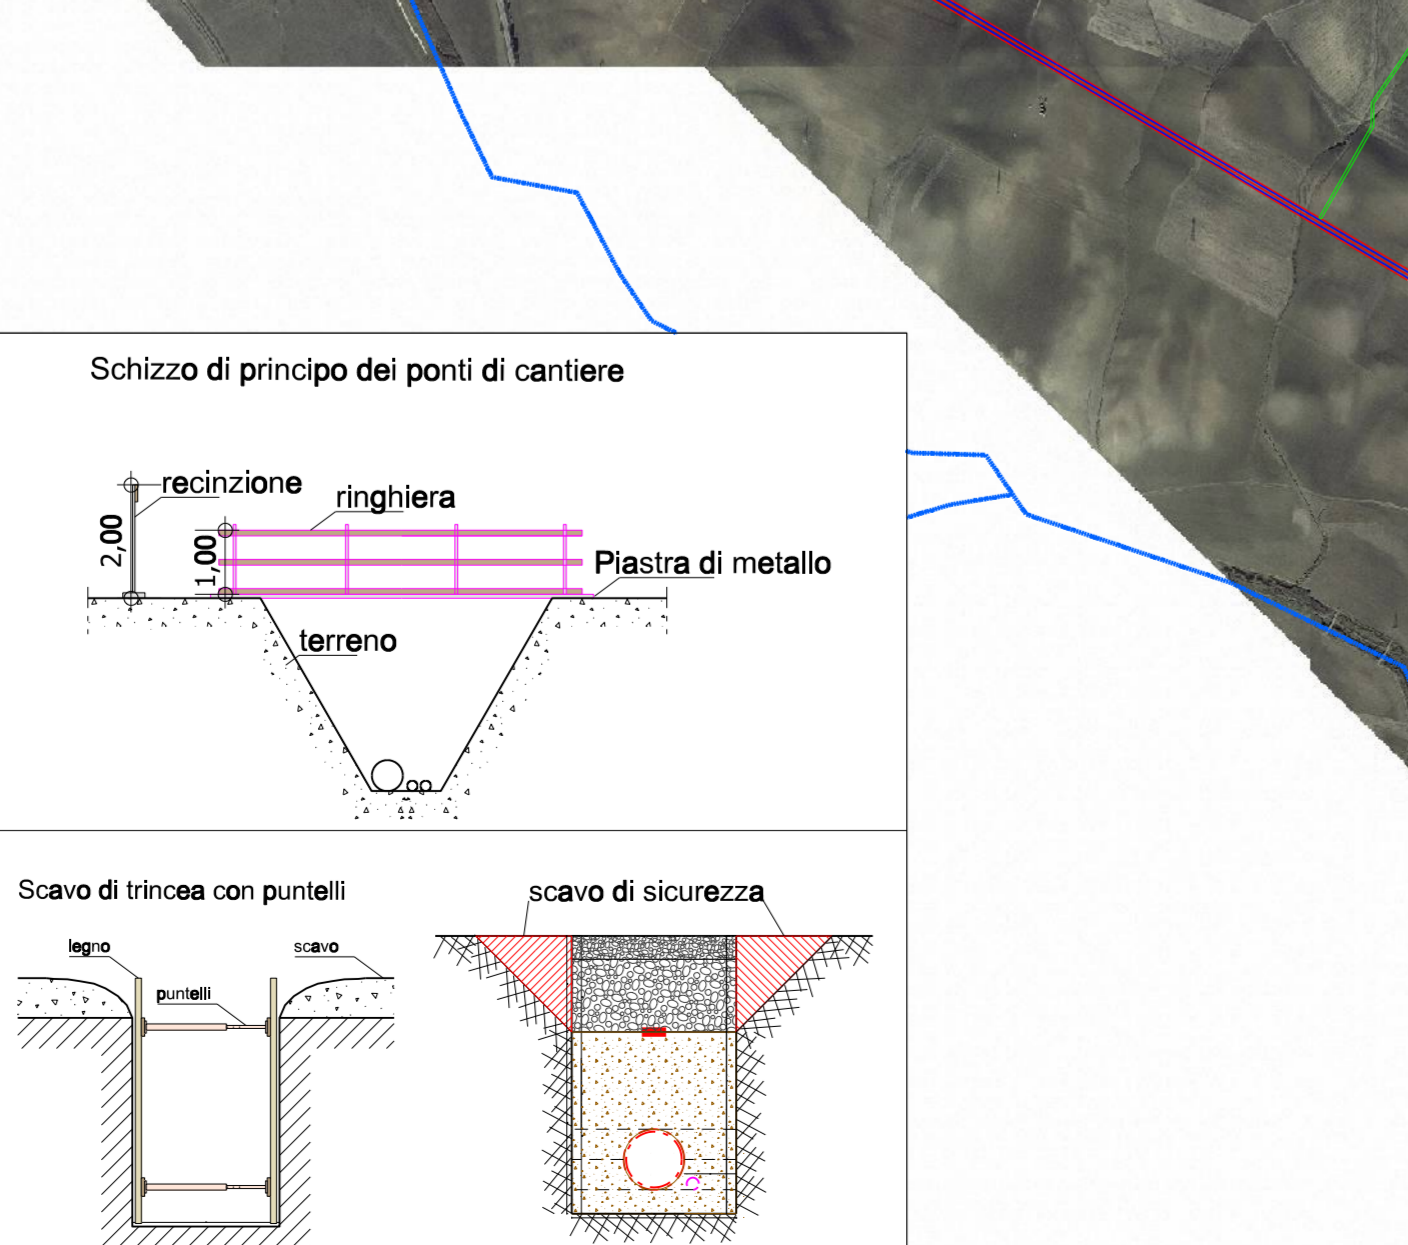 Schizzo di principo dei ponti di cantiere
recinzione
ringhiera
2,00
1,00
Piastra di metallo
terreno
Scavo di trincea con puntelli
scavo di sicurezza
legno
scavo
puntelli